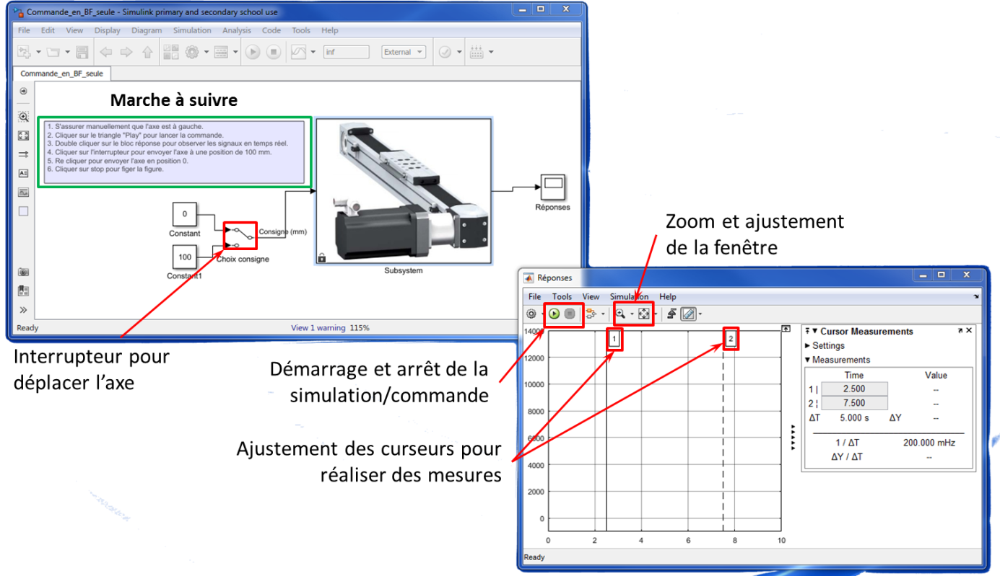 Commande_en_BF_seule - Simulink primary and secondary school use
File Edit View Display Diagram Simulation Analysis Code Tools Help
inf External
Commande_en_BF_seule
Marche à suivre
1. S'assurer manuellement que l'axe est à gauche.
2. Cliquer sur le triangle "Play" pour lancer la commande.
3. Double cliquer sur le bloc réponse pour observer les signaux en temps réel.
4. Cliquer sur l'interrupteur pour envoyer l'axe à une position de 100 mm.
5. Re cliquer pour envoyer l'axe en position 0.
6. Cliquer sur stop pour figer la figure.
0
Constant
100
Constant1
Consigne (mm)
Choix consigne
Subsystem
Réponses
Ready View 1 warning 115%
Interrupteur pour
déplacer l'axe
Zoom et ajustement
de la fenêtre
Démarrage et arrêt de la
simulation/commande
Ajustement des curseurs pour
réaliser des mesures
Réponses
File Tools View Simulation Help
14000
12000
10000
8000
6000
4000
2000
0
0 2 4 6 8 10
1
2
Cursor Measurements
Settings
Measurements
Time Value
1 | 2.500 --
2 ¦ 7.500 --
ΔT 5.000 s ΔY --
1 / ΔT 200.000 mHz
ΔY / ΔT --
Ready